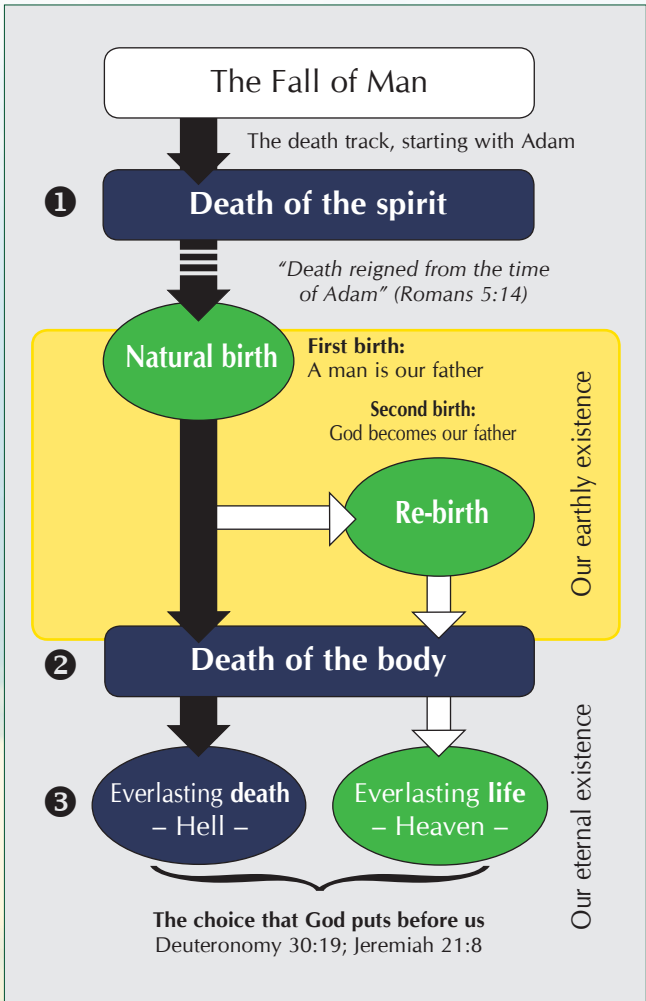 The Fall of Man
The death track, starting with Adam
❶
Death of the spirit
“Death reigned from the time
of Adam” (Romans 5:14)
Natural birth
First birth:
A man is our father
Second birth:
God becomes our father
Re-birth
Our earthly existence
❷
Death of the body
❸
Everlasting death
– Hell –
Everlasting life
– Heaven –
Our eternal existence
The choice that God puts before us
Deuteronomy 30:19; Jeremiah 21:8